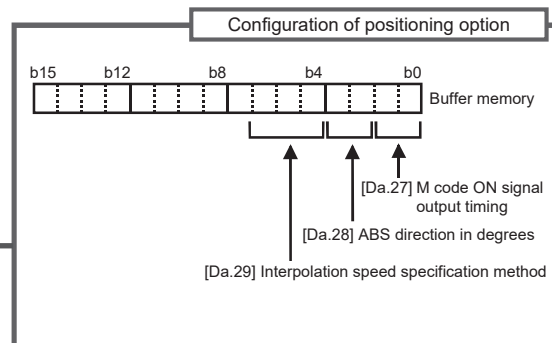 Configuration of positioning option
b15 b12 b8 b4 b0
Buffer memory
[Da.27] M code ON signal
output timing
[Da.28] ABS direction in degrees
[Da.29] Interpolation speed specification method